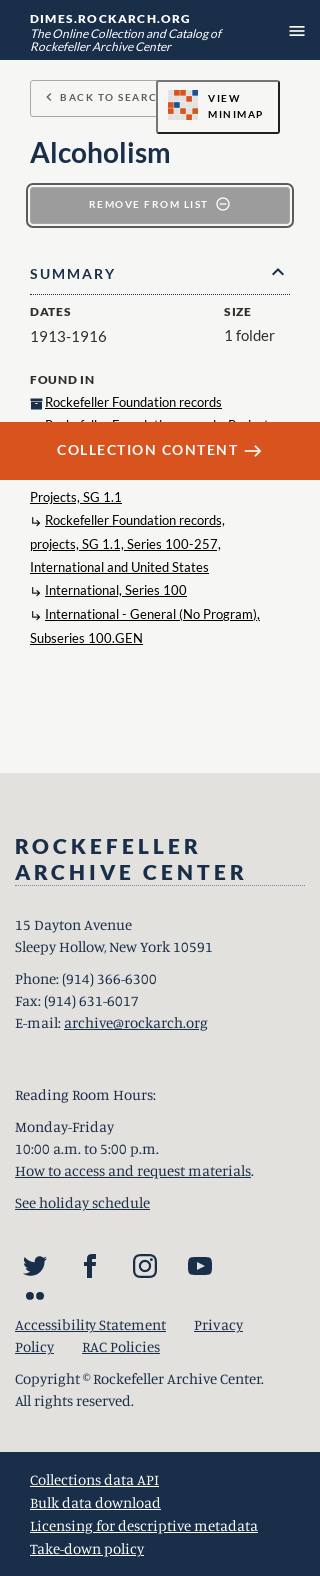 DIMES.ROCKARCH.ORG
The Online Collection and Catalog of
Rockefeller Archive Center
BACK TO SEARC
VIEW
MINIMAP
Alcoholism
REMOVE FROM LIST
SUMMARY
DATES
SIZE
1913-1916
1 folder
FOUND IN
Rockefeller Foundation records
COLLECTION CONTENT
Projects, SG 1.1
↳ Rockefeller Foundation records,
projects, SG 1.1, Series 100-257,
International and United States
↳ International, Series 100
↳ International - General (No Program),
Subseries 100.GEN
ROCKEFELLER
ARCHIVE CENTER
15 Dayton Avenue
Sleepy Hollow, New York 10591
Phone: (914) 366-6300
Fax: (914) 631-6017
E-mail: archive@rockarch.org
Reading Room Hours:
Monday-Friday
10:00 a.m. to 5:00 p.m.
How to access and request materials.
See holiday schedule
Accessibility Statement Privacy
Policy RAC Policies
Copyright © Rockefeller Archive Center.
All rights reserved.
Collections data API
Bulk data download
Licensing for descriptive metadata
Take-down policy